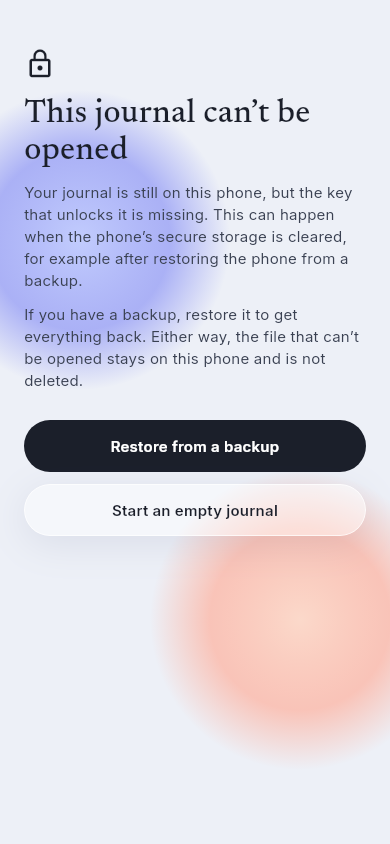 This journal can’t be
opened
Your journal is still on this phone, but the key
that unlocks it is missing. This can happen
when the phone’s secure storage is cleared,
for example after restoring the phone from a
backup.
If you have a backup, restore it to get
everything back. Either way, the file that can’t
be opened stays on this phone and is not
deleted.
Restore from a backup
Start an empty journal